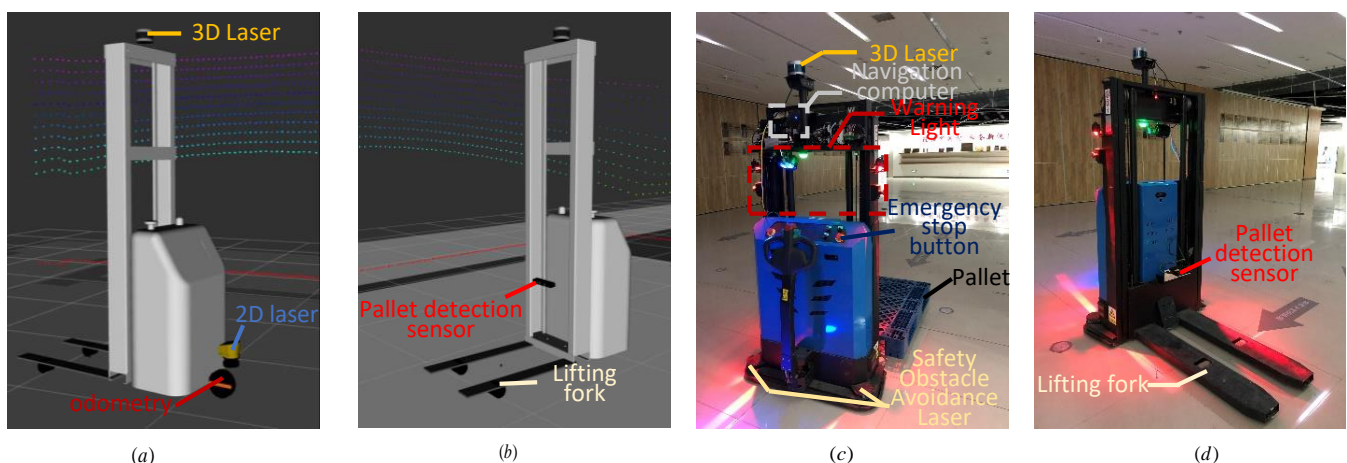 3D Laser
2D laser
odometry
(a)
Pallet detection
sensor
Lifting
fork
(b)
3D Laser
Navigation
computer
Warning
Light
Emergency
stop
button
Pallet
Safety
Obstacle
Avoidance
Laser
(c)
Pallet
detection
sensor
Lifting fork
(d)